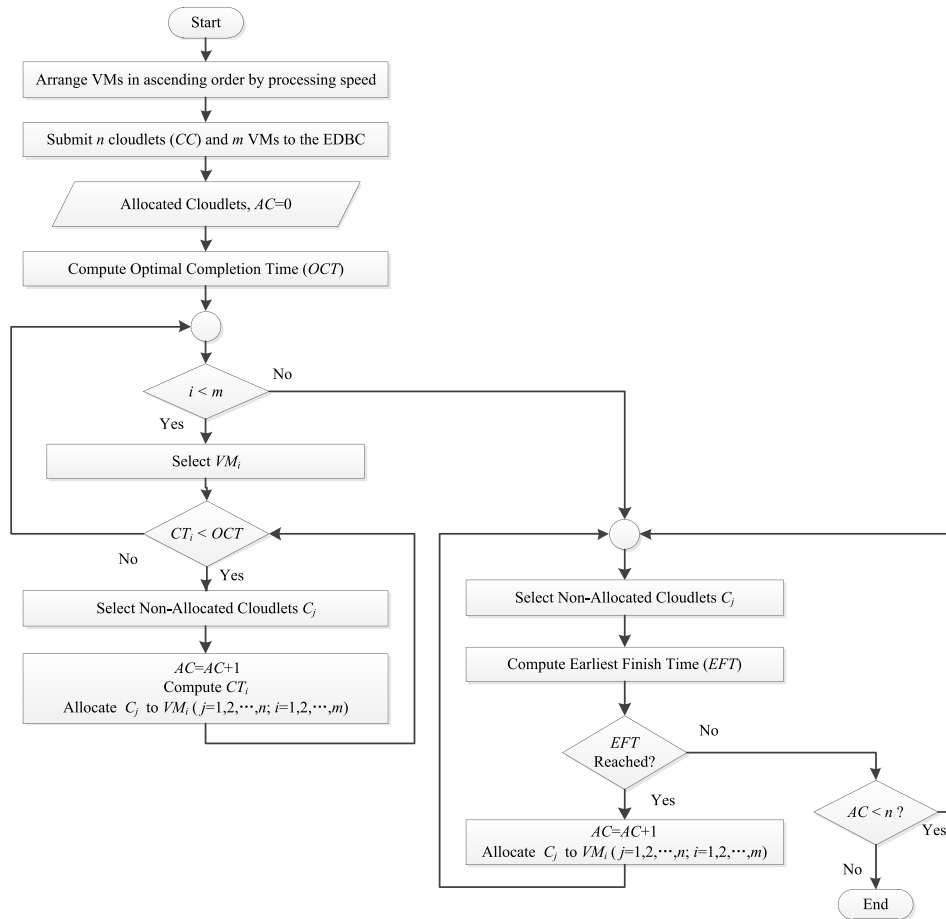 Start
Arrange VMs in ascending order by processing speed
Submit n cloudlets (CC) and m VMs to the EDBC
Allocated Cloudlets, AC=0
Compute Optimal Completion Time (OCT)
i < m
No
Yes
Select VMi
CTi < OCT
No
Yes
Select Non-Allocated Cloudlets Cj
AC=AC+1
Compute CTi
Allocate Cj to VMi ( j=1,2,⋯,n; i=1,2,⋯,m)
Select Non-Allocated Cloudlets Cj
Compute Earliest Finish Time (EFT)
EFT
Reached?
No
Yes
AC=AC+1
Allocate Cj to VMi ( j=1,2,⋯,n; i=1,2,⋯,m)
AC < n ?
Yes
No
End